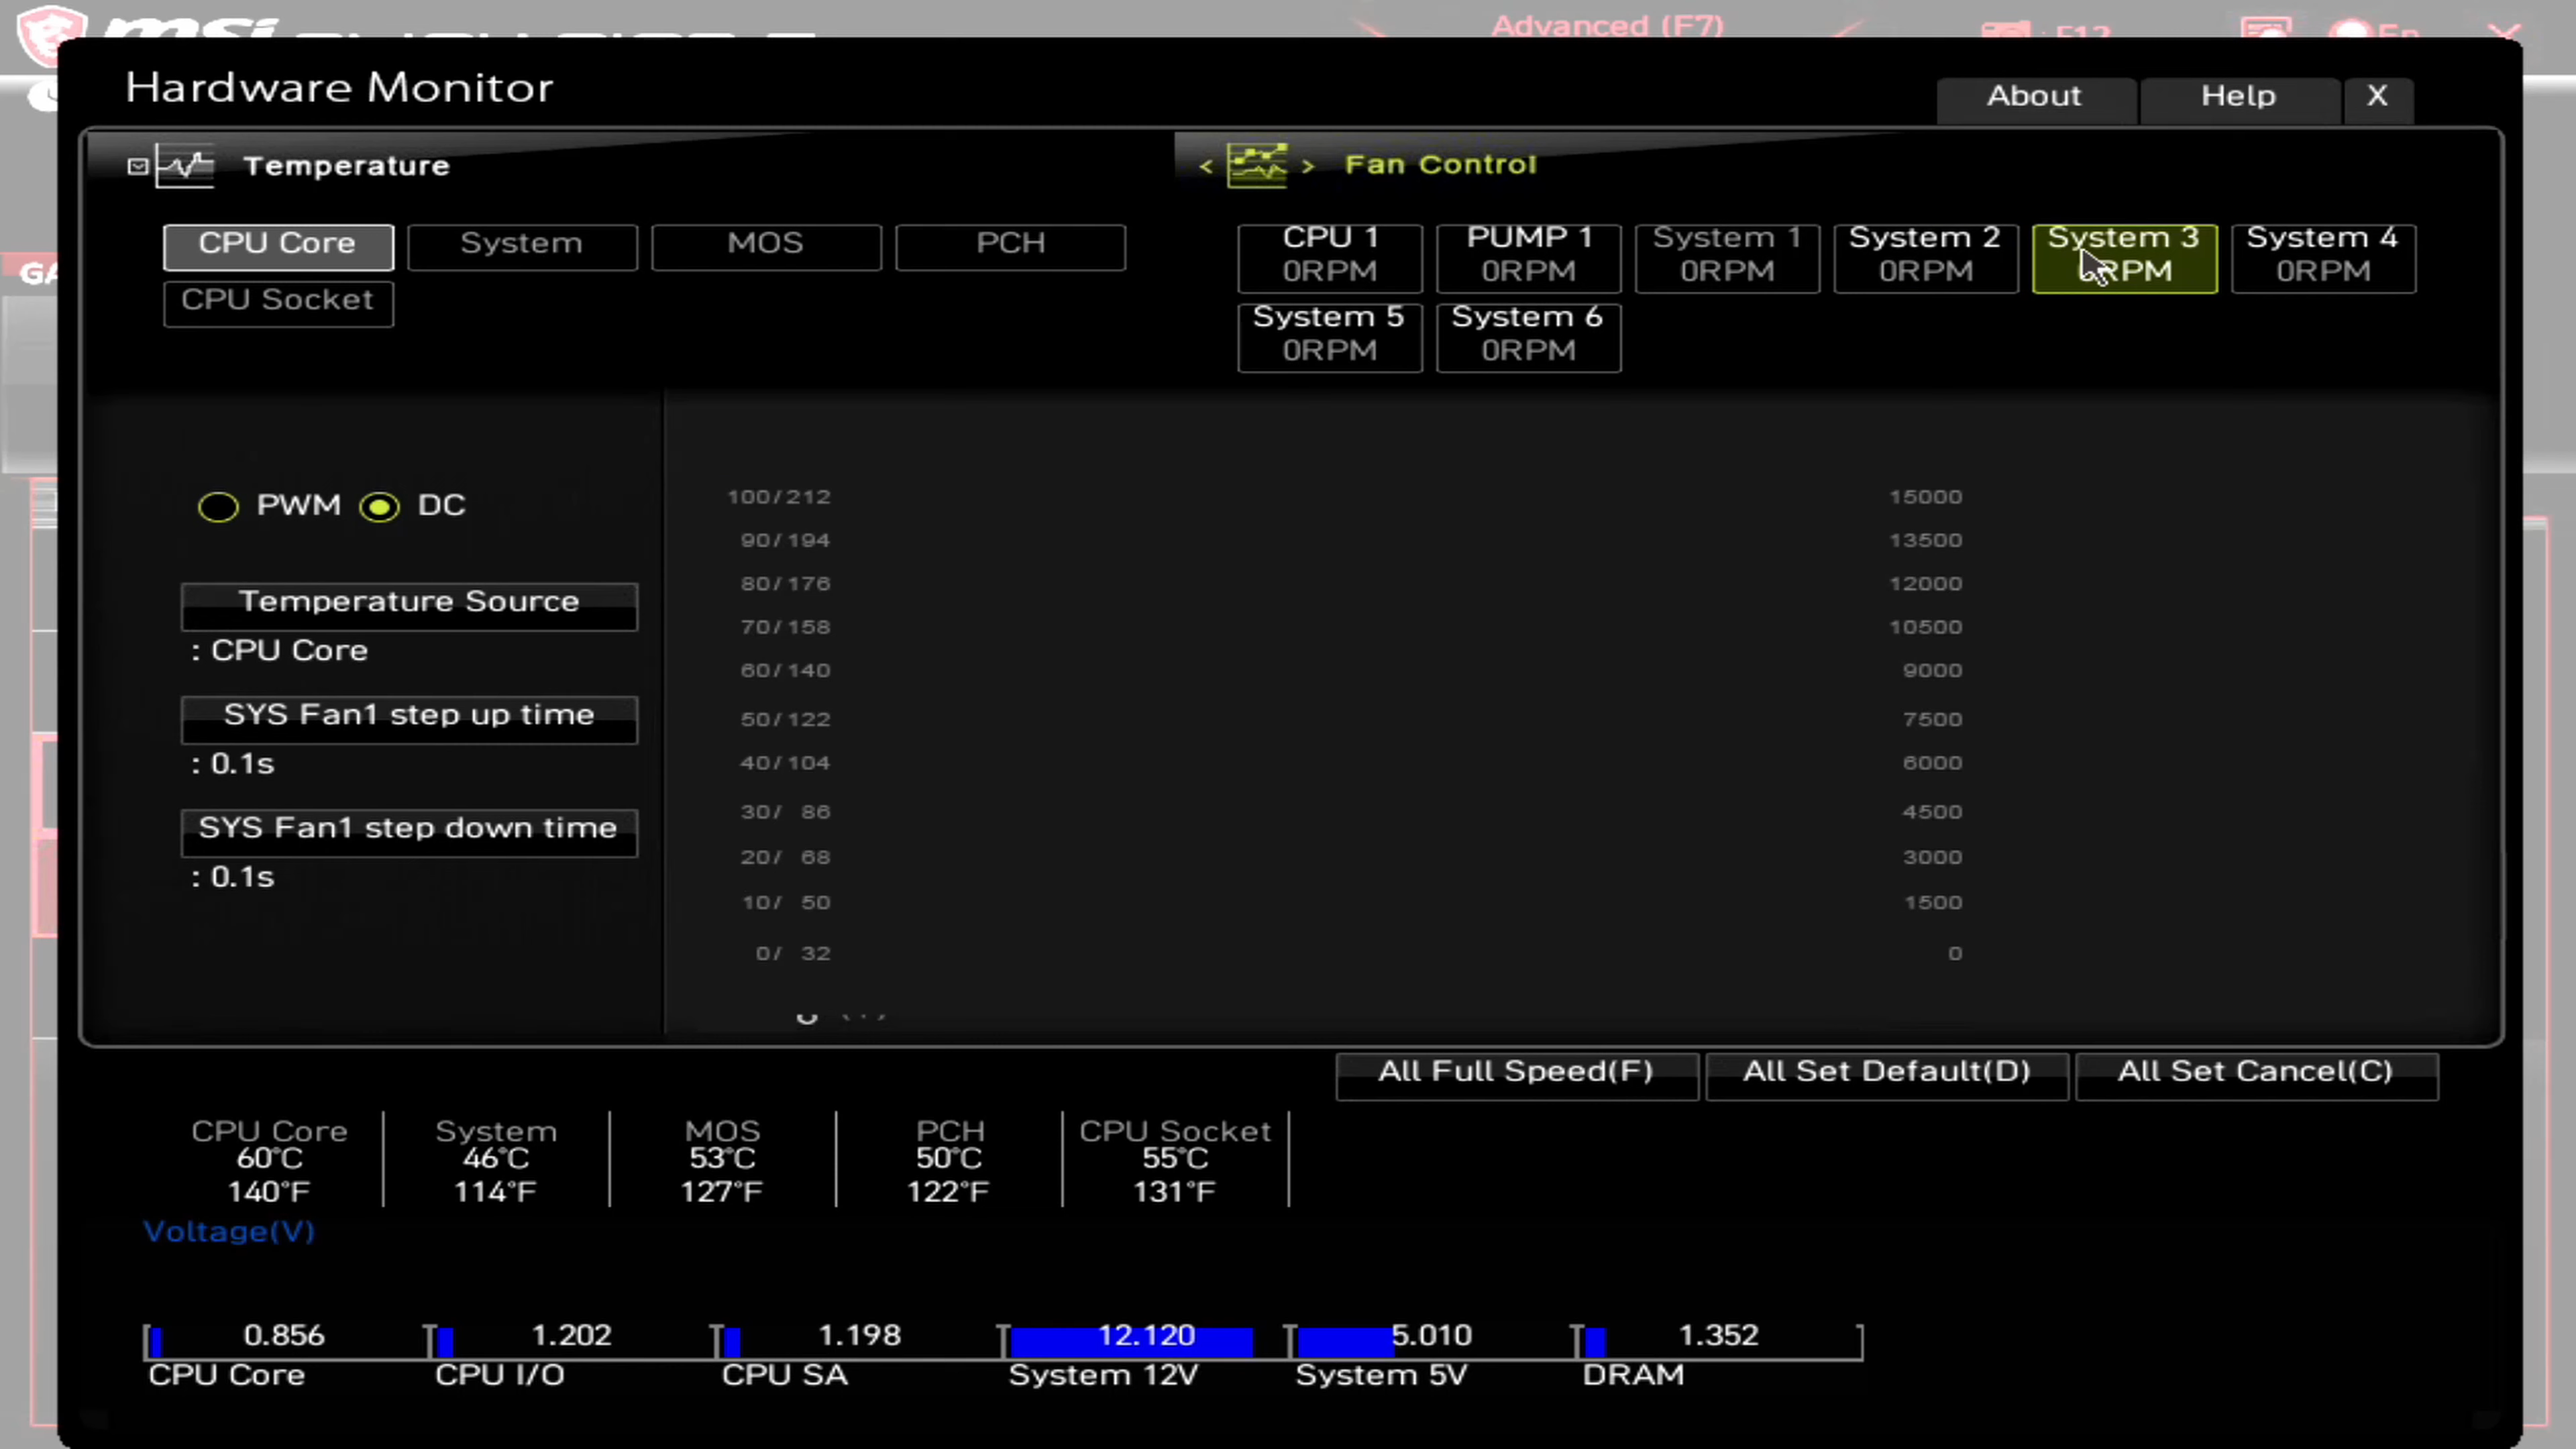 msi
Advanced (F7)
Hardware Monitor
About
Help
X
Temperature
< > Fan Control
CPU Core
System
MOS
PCH
CPU Socket
CPU 1
0RPM
PUMP 1
0RPM
System 1
0RPM
System 2
0RPM
System 3
RPM
System 4
0RPM
System 5
0RPM
System 6
0RPM
PWM
DC
Temperature Source
: CPU Core
SYS Fan1 step up time
: 0.1s
SYS Fan1 step down time
: 0.1s
100/212
90/194
80/176
70/158
60/140
50/122
40/104
30/ 86
20/ 68
10/ 50
0/ 32
15000
13500
12000
10500
9000
7500
6000
4500
3000
1500
0
All Full Speed(F)
All Set Default(D)
All Set Cancel(C)
CPU Core
60°C
140°F
System
46°C
114°F
MOS
53°C
127°F
PCH
50°C
122°F
CPU Socket
55°C
131°F
Voltage(V)
0.856
CPU Core
1.202
CPU I/O
1.198
CPU SA
12.120
System 12V
5.010
System 5V
1.352
DRAM